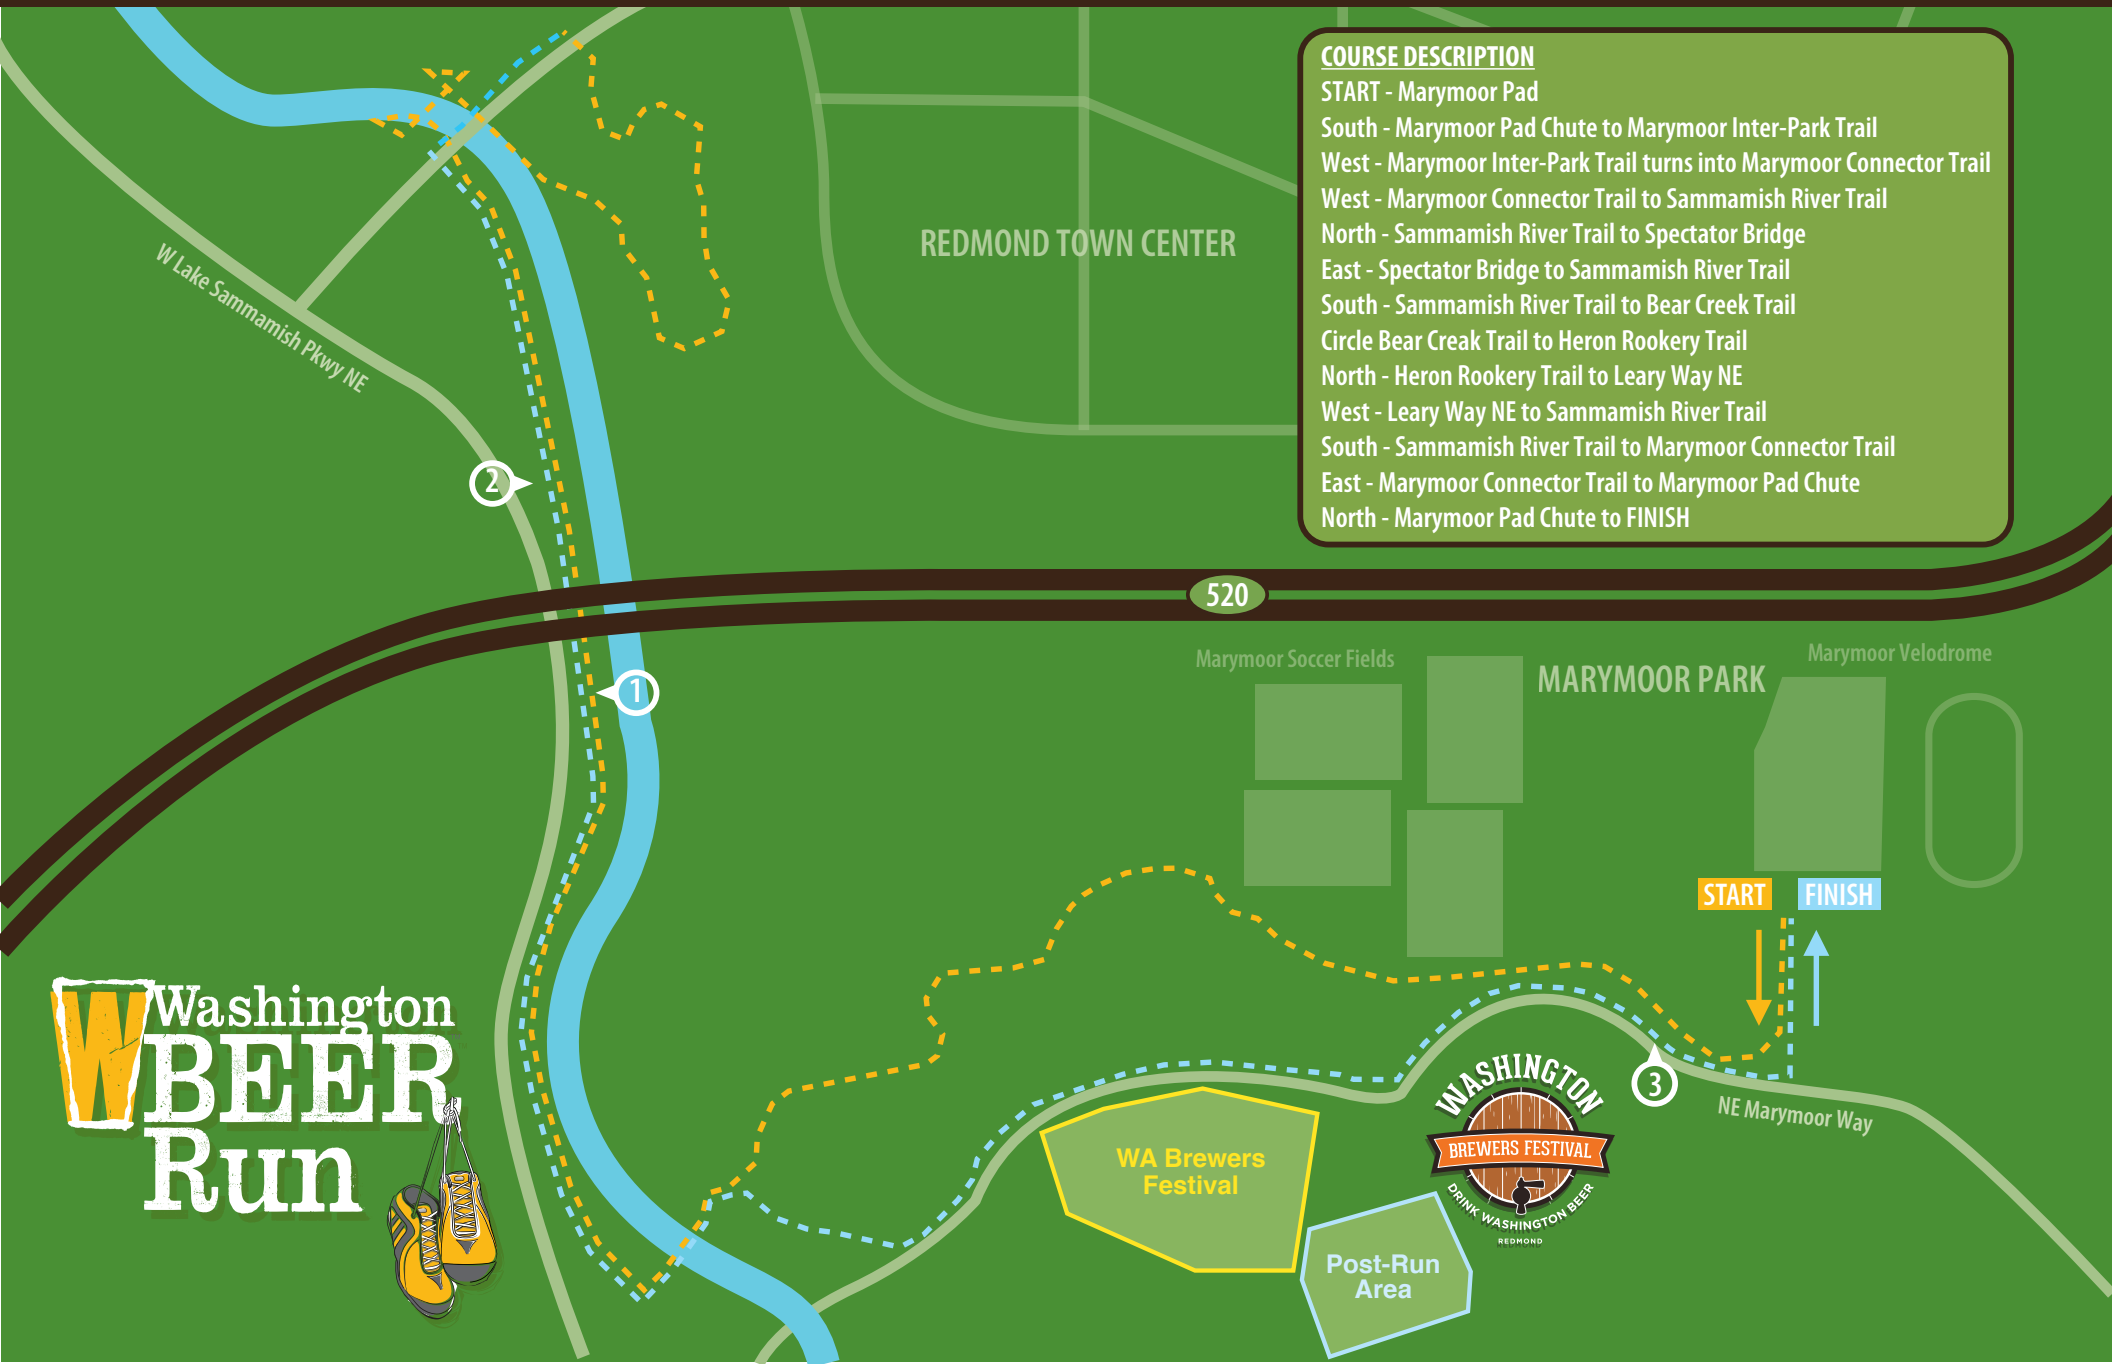 COURSE DESCRIPTION
START - Marymoor Pad
South - Marymoor Pad Chute to Marymoor Inter-Park Trail
West - Marymoor Inter-Park Trail turns into Marymoor Connector Trail
West - Marymoor Connector Trail to Sammamish River Trail
North - Sammamish River Trail to Spectator Bridge
East - Spectator Bridge to Sammamish River Trail
South - Sammamish River Trail to Bear Creek Trail
Circle Bear Creak Trail to Heron Rookery Trail
North - Heron Rookery Trail to Leary Way NE
West - Leary Way NE to Sammamish River Trail
South - Sammamish River Trail to Marymoor Connector Trail
East - Marymoor Connector Trail to Marymoor Pad Chute
North - Marymoor Pad Chute to FINISH
REDMOND TOWN CENTER
W Lake Sammamish Pkwy NE
2
520
1
Marymoor Soccer Fields
MARYMOOR PARK
Marymoor Velodrome
START
FINISH
3
NE Marymoor Way
W
Washington
BEER
Run
WA Brewers
Festival
Post-Run
Area
WASHINGTON
BREWERS FESTIVAL
DRINK WASHINGTON BEER
REDMOND